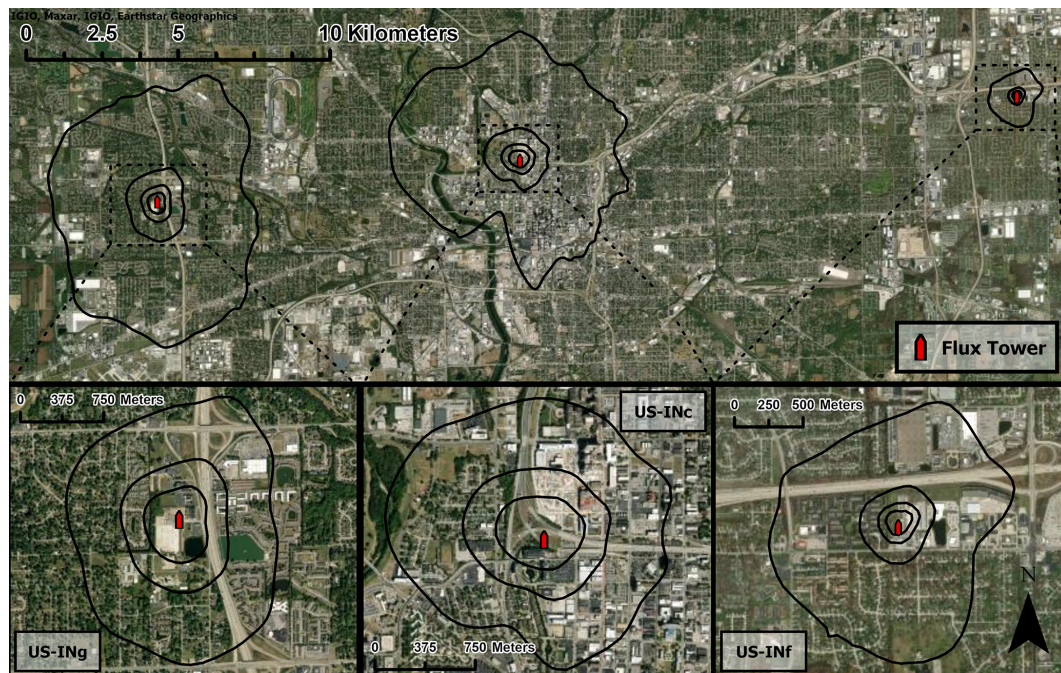 IGIO, Maxar, IGIO, Earthstar Geographics
0 2.5 5 10 Kilometers
Flux Tower
0 375 750 Meters
US-INg
US-INc
0 375 750 Meters
0 250 500 Meters
US-INf
N